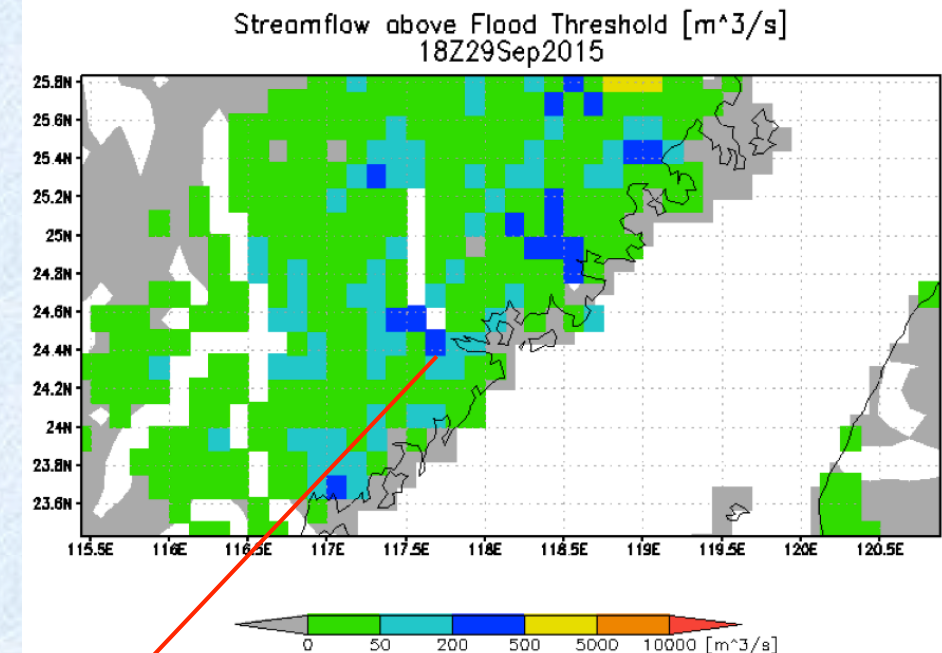 Streamflow above Flood Threshold [m^3/s]
18Z29Sep2015
25.8N
25.6N
25.4N
25.2N
25N
24.8N
24.6N
24.4N
24.2N
24N
23.8N
23.6N
115.5E 116E 116.5E 117E 117.5E 118E 118.5E 119E 119.5E 120E 120.5E
0 50 200 500 5000 10000 [m^3/s]